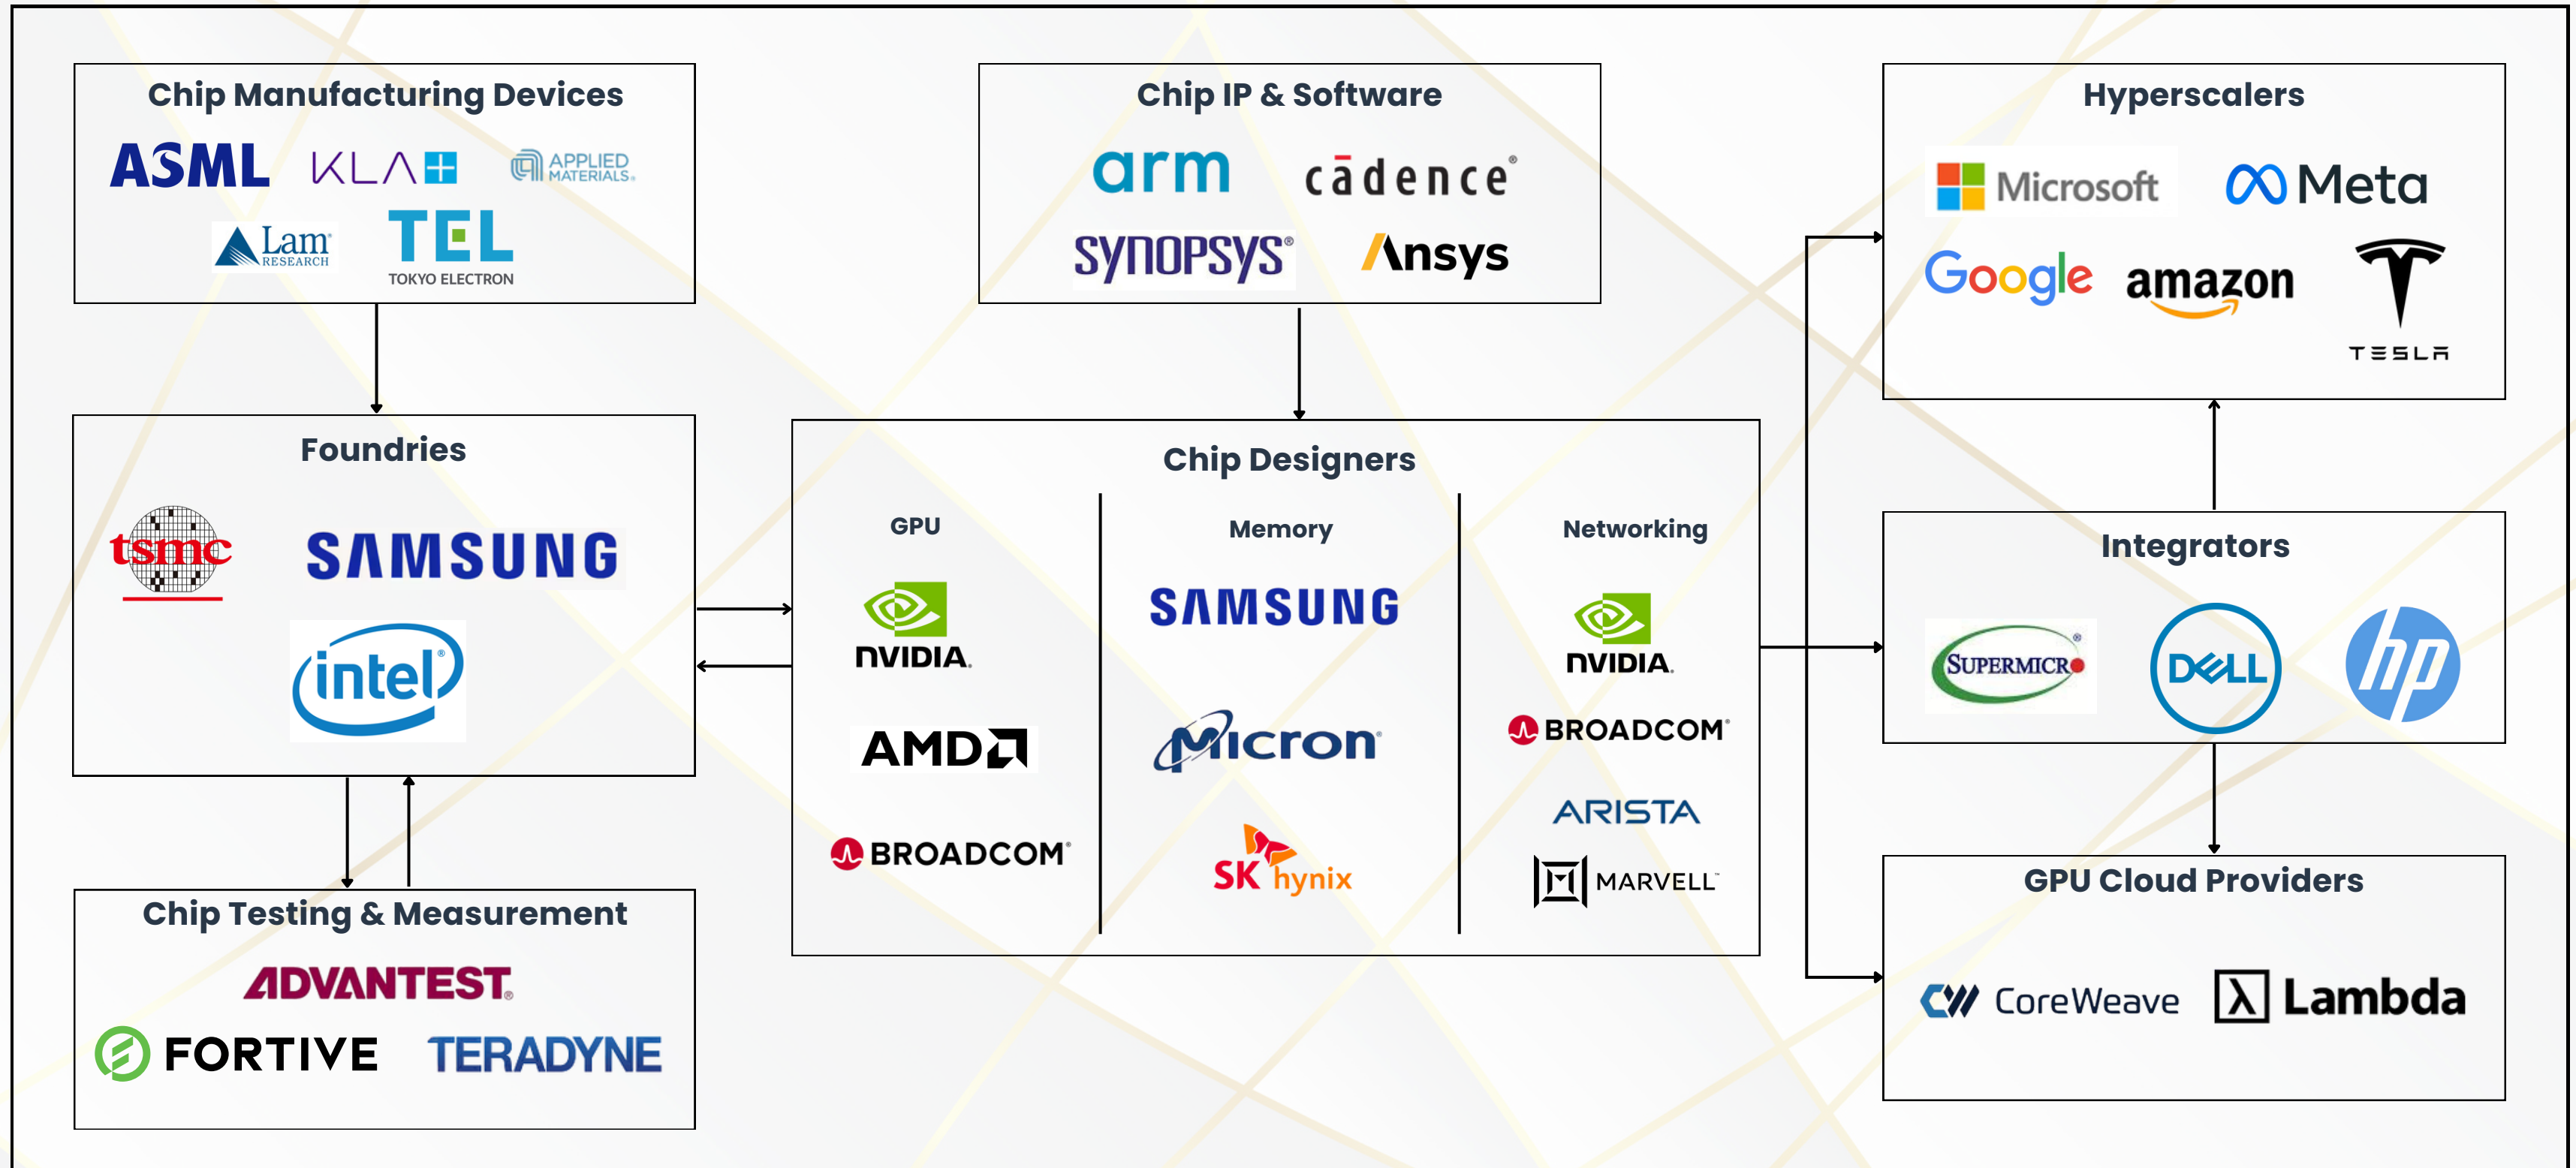 Chip Manufacturing Devices
ASML
KLA
APPLIED
MATERIALS®
Lam®
RESEARCH
TEL
TOKYO ELECTRON
Chip IP & Software
arm
cādence®
SYNOPSYS®
Ansys
Hyperscalers
Microsoft
Meta
Google
amazon
TESLA
Foundries
tsmc
SAMSUNG
intel®
Chip Designers
GPU
NVIDIA.
AMD
BROADCOM®
Memory
SAMSUNG
Micron®
SK hynix
Networking
NVIDIA.
BROADCOM®
ARISTA
MARVELL™
Integrators
SUPERMICRO®
DELL
hp
Chip Testing & Measurement
ADVANTEST®
FORTIVE
TERADYNE
GPU Cloud Providers
CoreWeave
Lambda